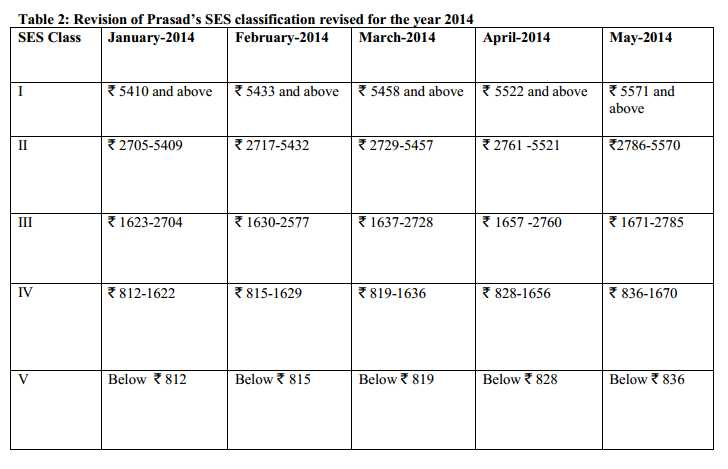 Table 2: Revision of Prasad’s SES classification revised for the year 2014
SES Class January-2014 February-2014 March-2014 April-2014 May-2014
I ₹ 5410 and above ₹ 5433 and above ₹ 5458 and above ₹ 5522 and above ₹ 5571 and
above
II ₹ 2705-5409 ₹ 2717-5432 ₹ 2729-5457 ₹ 2761 -5521 ₹2786-5570
III ₹ 1623-2704 ₹ 1630-2577 ₹ 1637-2728 ₹ 1657 -2760 ₹ 1671-2785
IV ₹ 812-1622 ₹ 815-1629 ₹ 819-1636 ₹ 828-1656 ₹ 836-1670
V Below ₹ 812 Below ₹ 815 Below ₹ 819 Below ₹ 828 Below ₹ 836